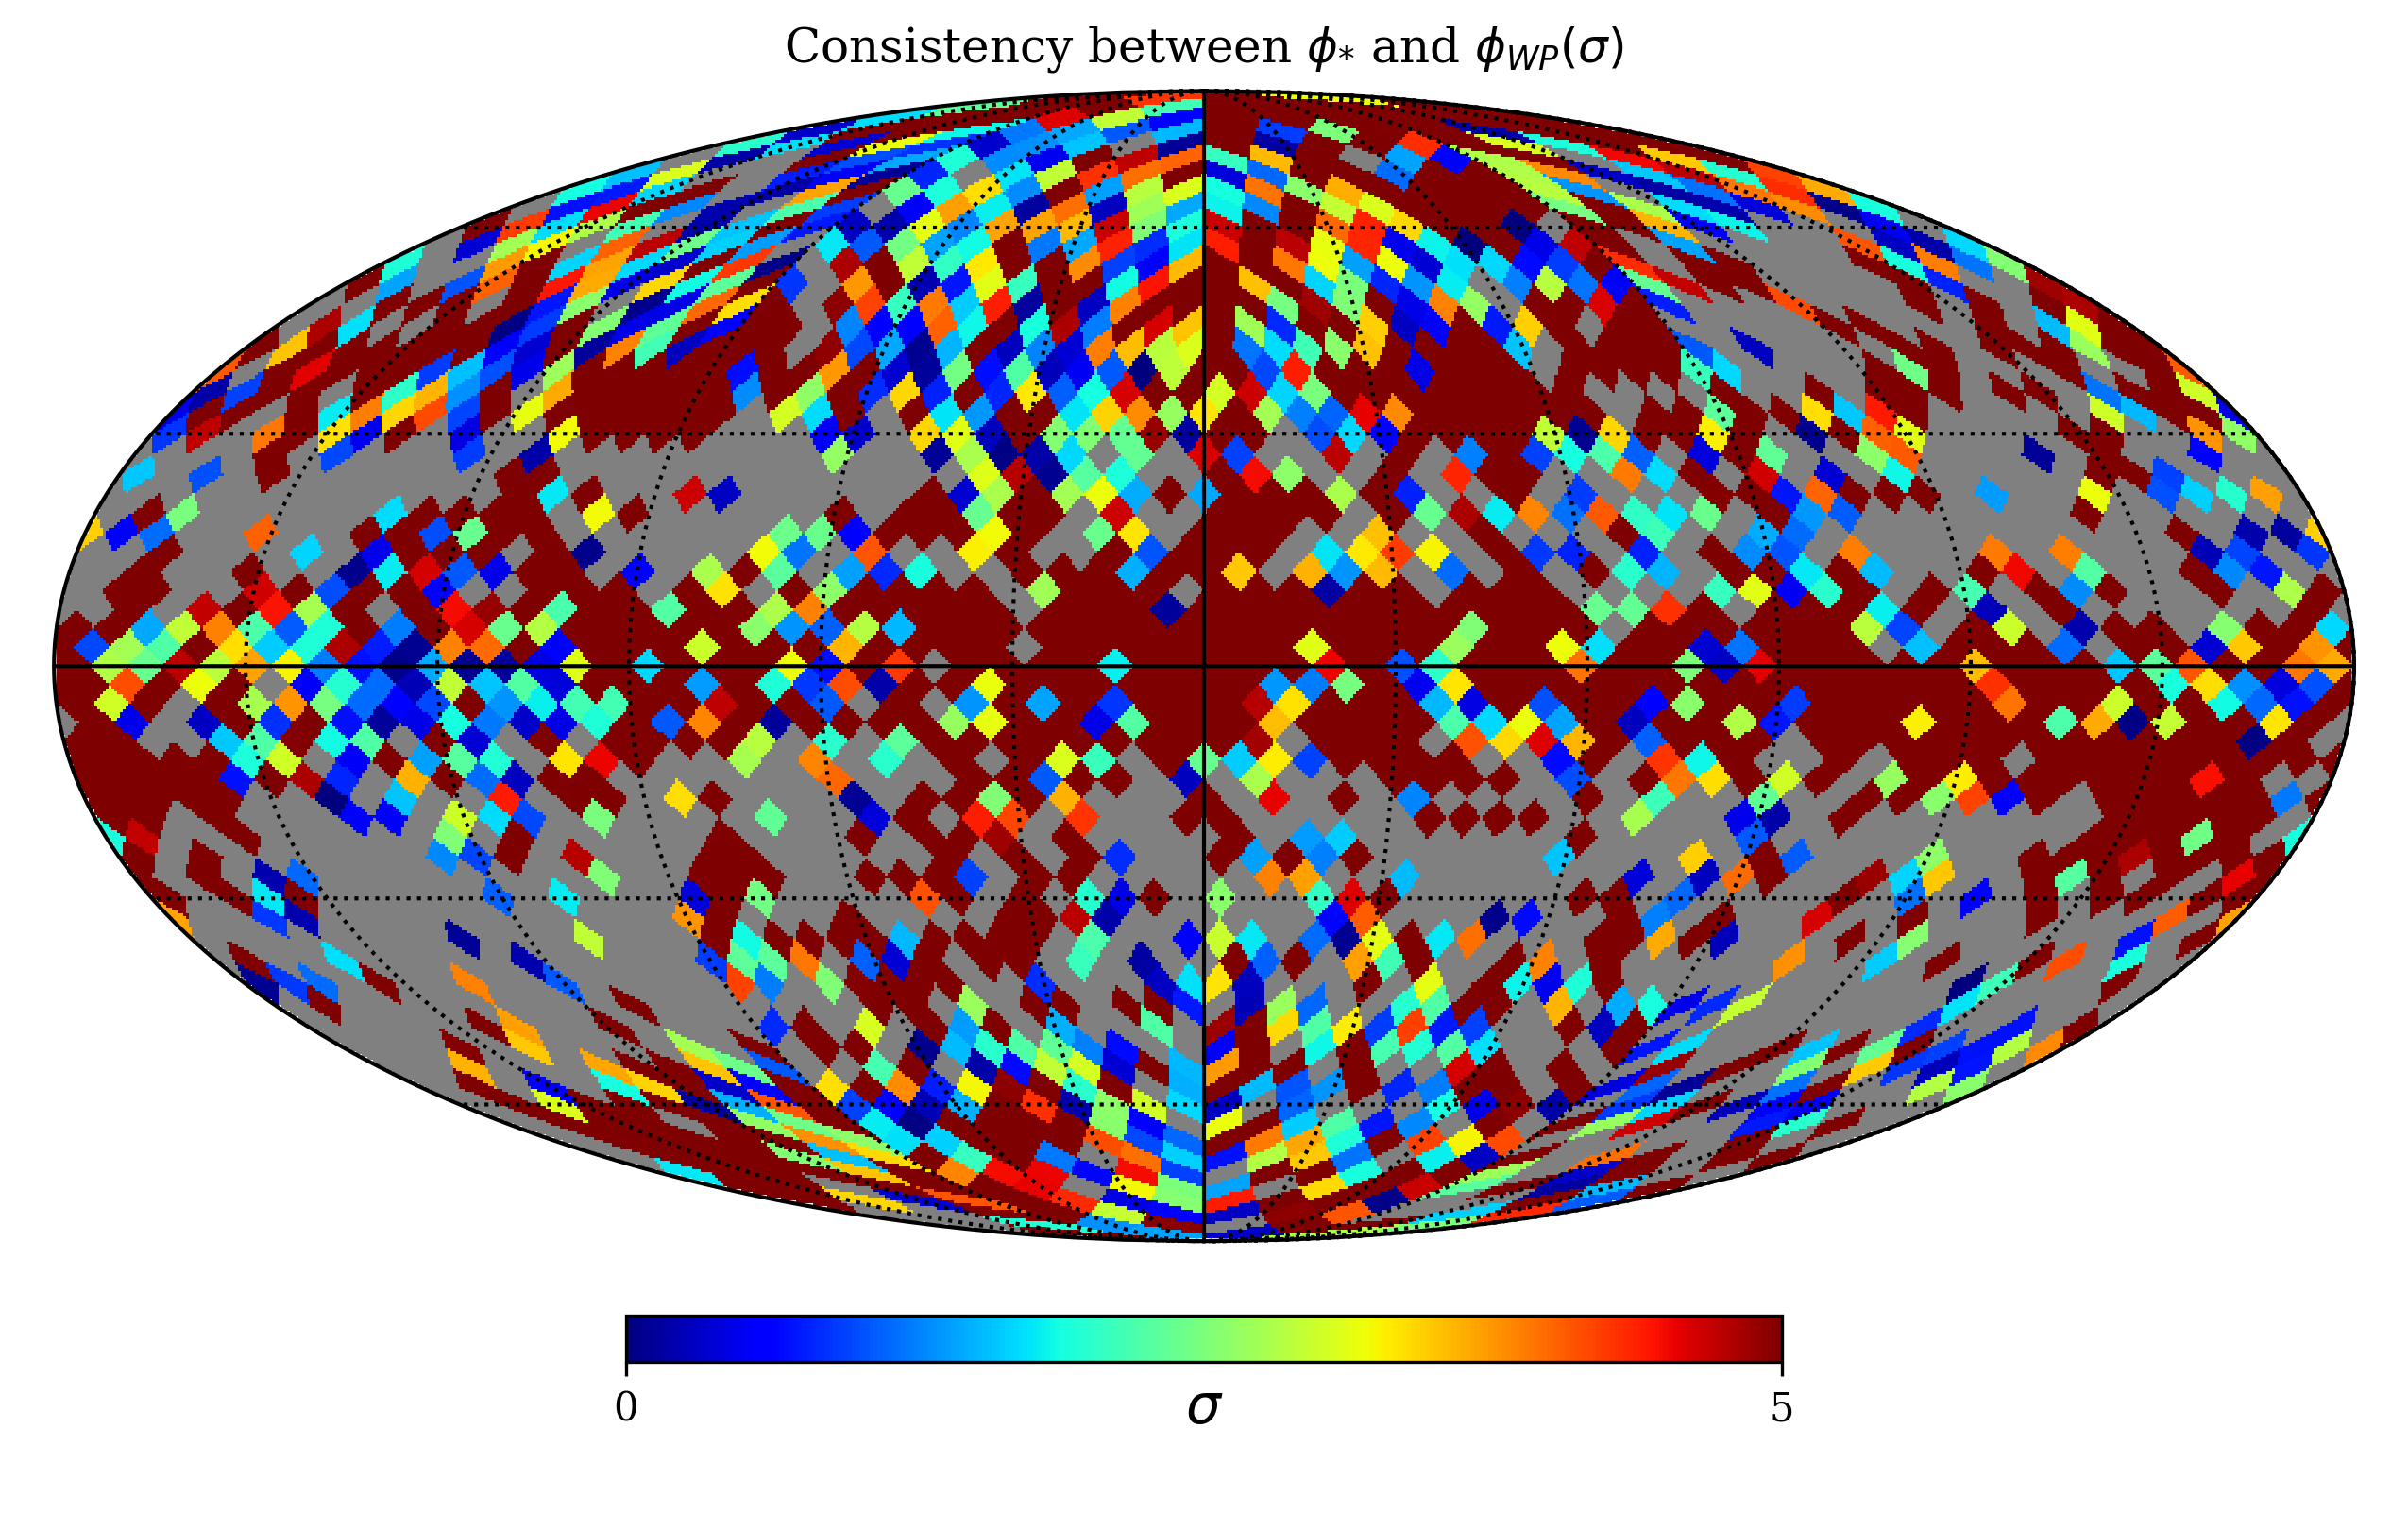 Consistency between ϕ* and ϕWP(σ)
0 σ 5